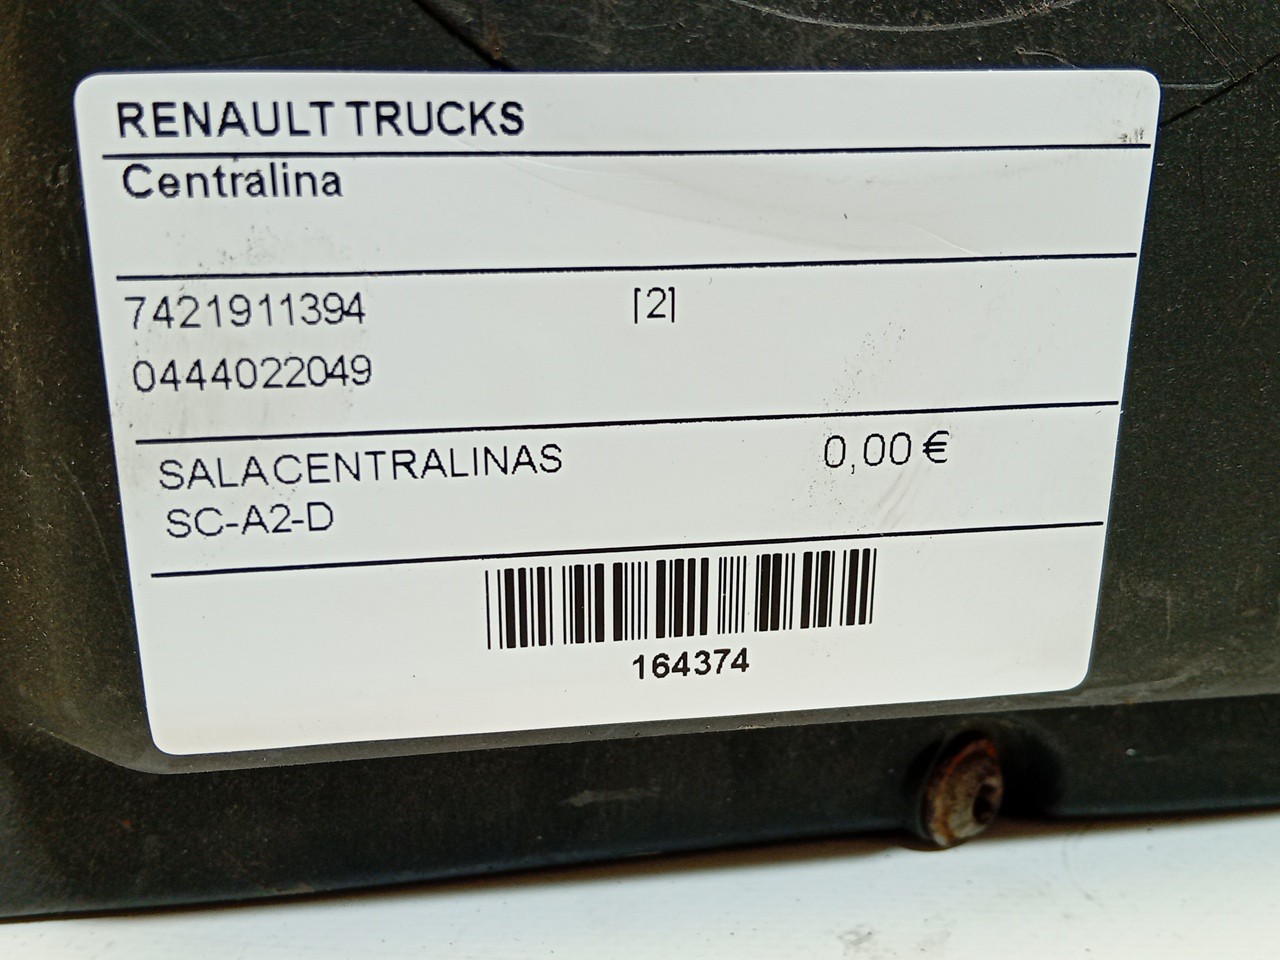 RENAULT TRUCKS
Centralina
7421911394 [2]
0444022049
SALACENTRALINAS 0,00 €
SC-A2-D
164374